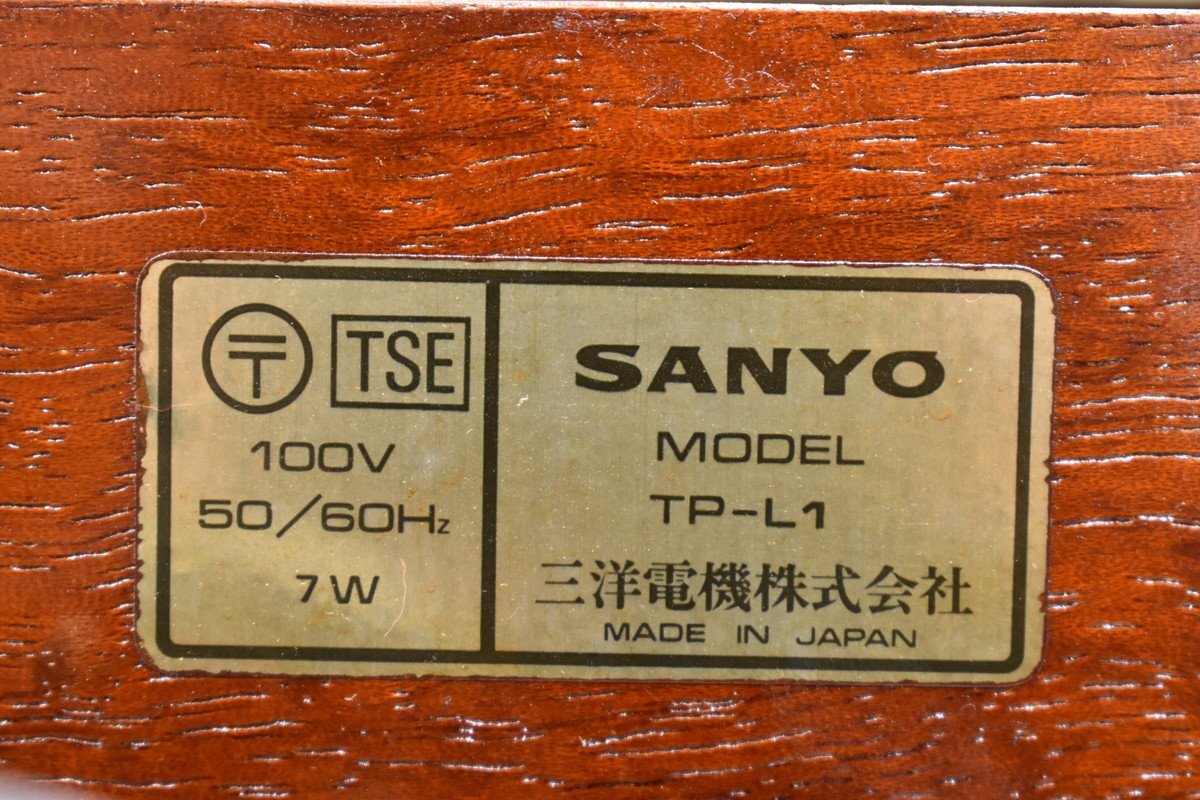 〒 TSE
100V
50/60Hz
7W
SANYO
MODEL
TP-L1
三洋電機株式会社
MADE IN JAPAN